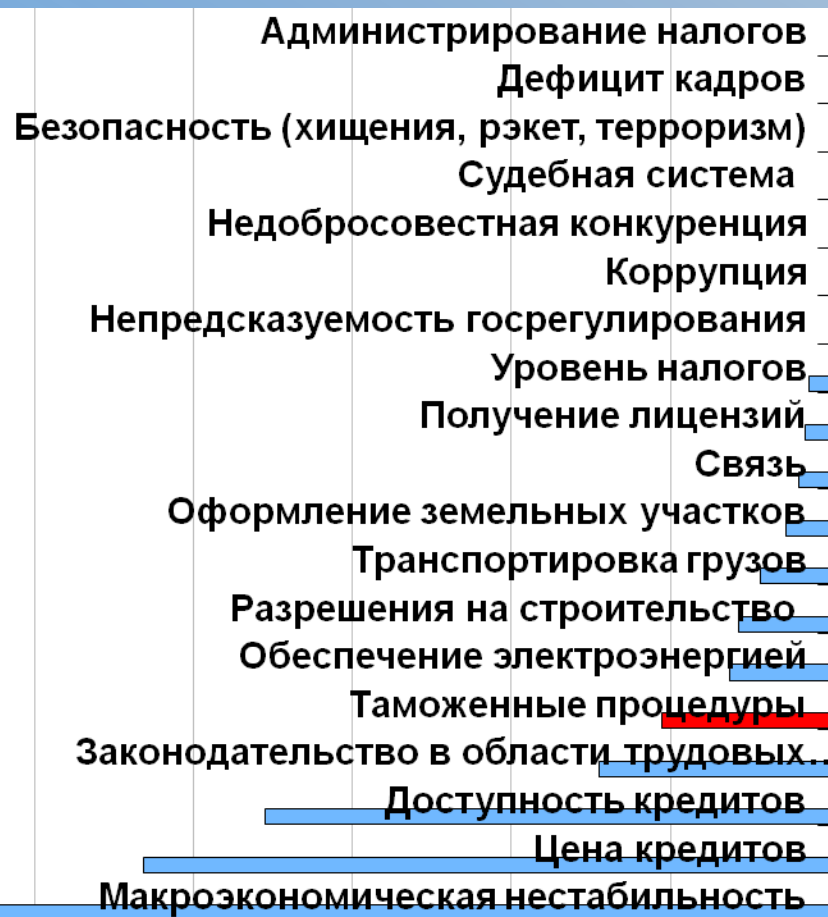 Администрирование налогов
Дефицит кадров
Безопасность (хищения, рэкет, терроризм)
Судебная система
Недобросовестная конкуренция
Коррупция
Непредсказуемость госрегулирования
Уровень налогов
Получение лицензий
Связь
Оформление земельных участков
Транспортировка грузов
Разрешения на строительство
Обеспечение электроэнергией
Таможенные процедуры
Законодательство в области трудовых…
Доступность кредитов
Цена кредитов
Макроэкономическая нестабильность